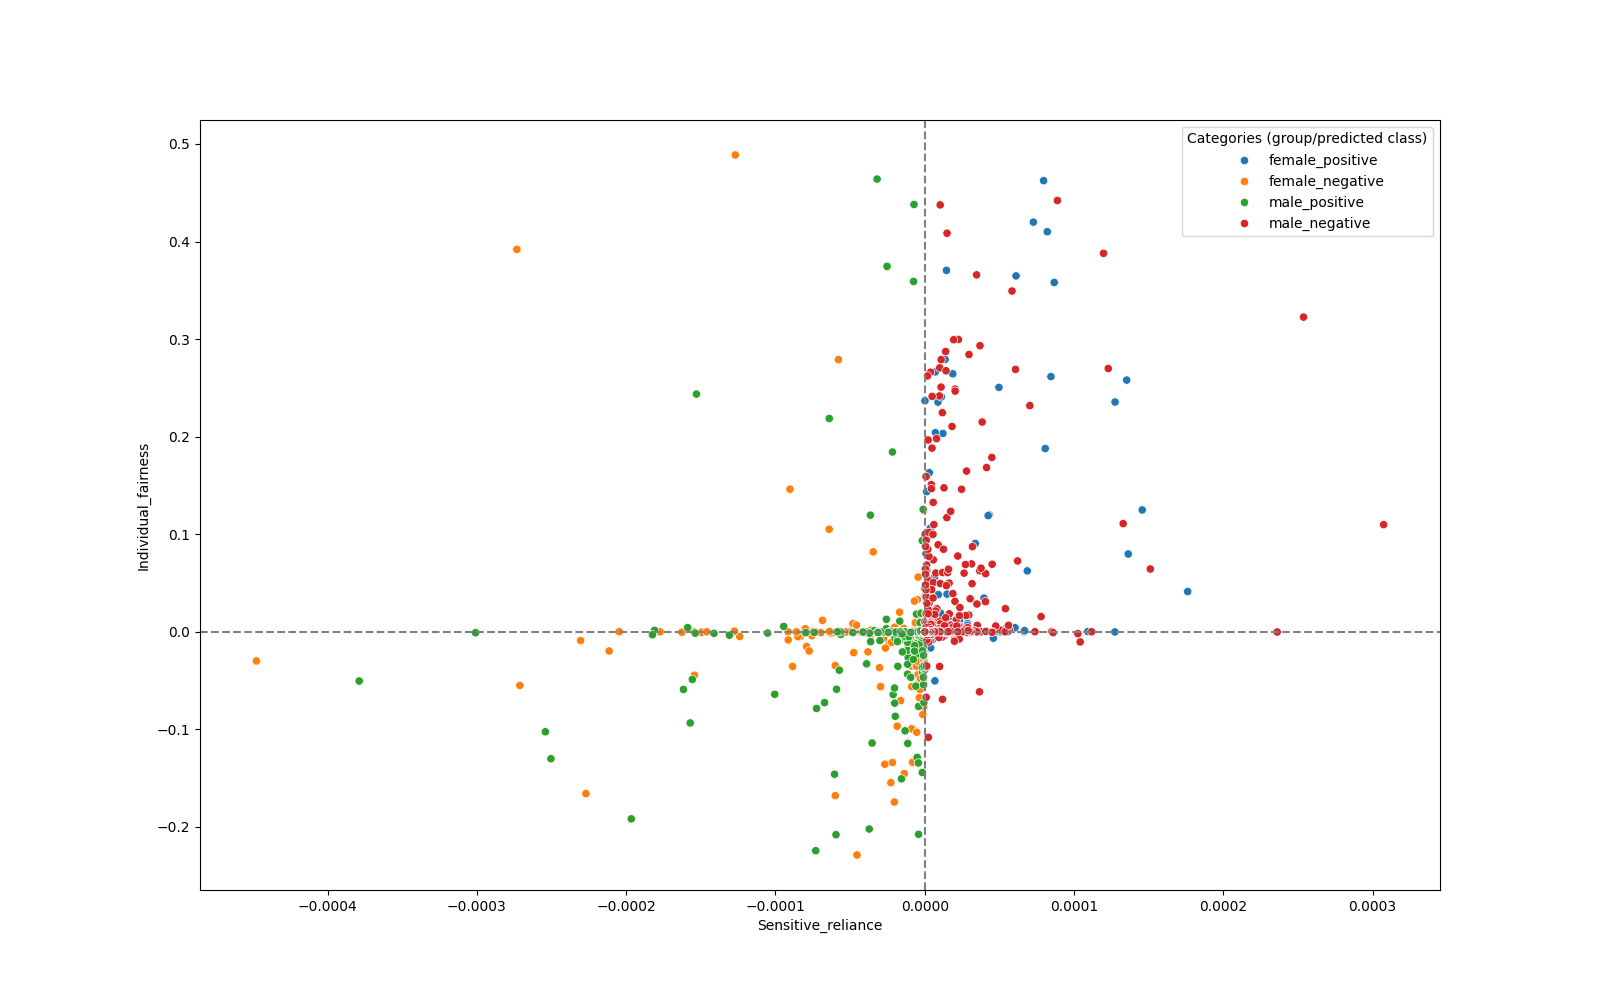 Categories (group/predicted class)
female_positive
female_negative
male_positive
male_negative
0.5
0.4
0.3
0.2
0.1
0.0
−0.1
−0.2
Individual_fairness
−0.0004
−0.0003
−0.0002
−0.0001
0.0000
0.0001
0.0002
0.0003
Sensitive_reliance